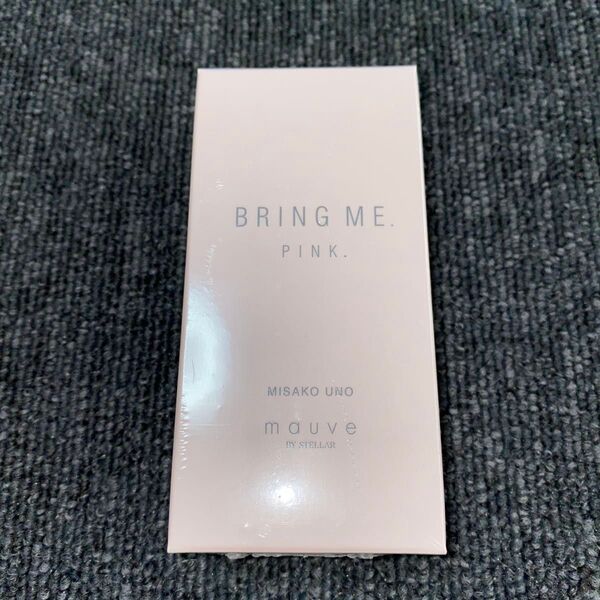 BRING ME.
PINK.
MISAKO UNO
mauve
BY STELLAR